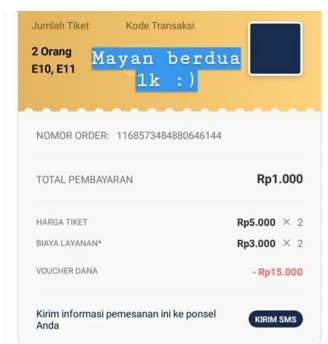 Jumlah Tiket Kode Transaksi
2 Orang
E10, E11
Mayan berdua
1k :)
NOMOR ORDER: 1168573484880646144
TOTAL PEMBAYARAN Rp1.000
HARGA TIKET Rp5.000 × 2
BIAYA LAYANAN* Rp3.000 × 2
VOUCHER DANA - Rp15.000
Kirim informasi pemesanan ini ke ponsel
Anda
KIRIM SMS